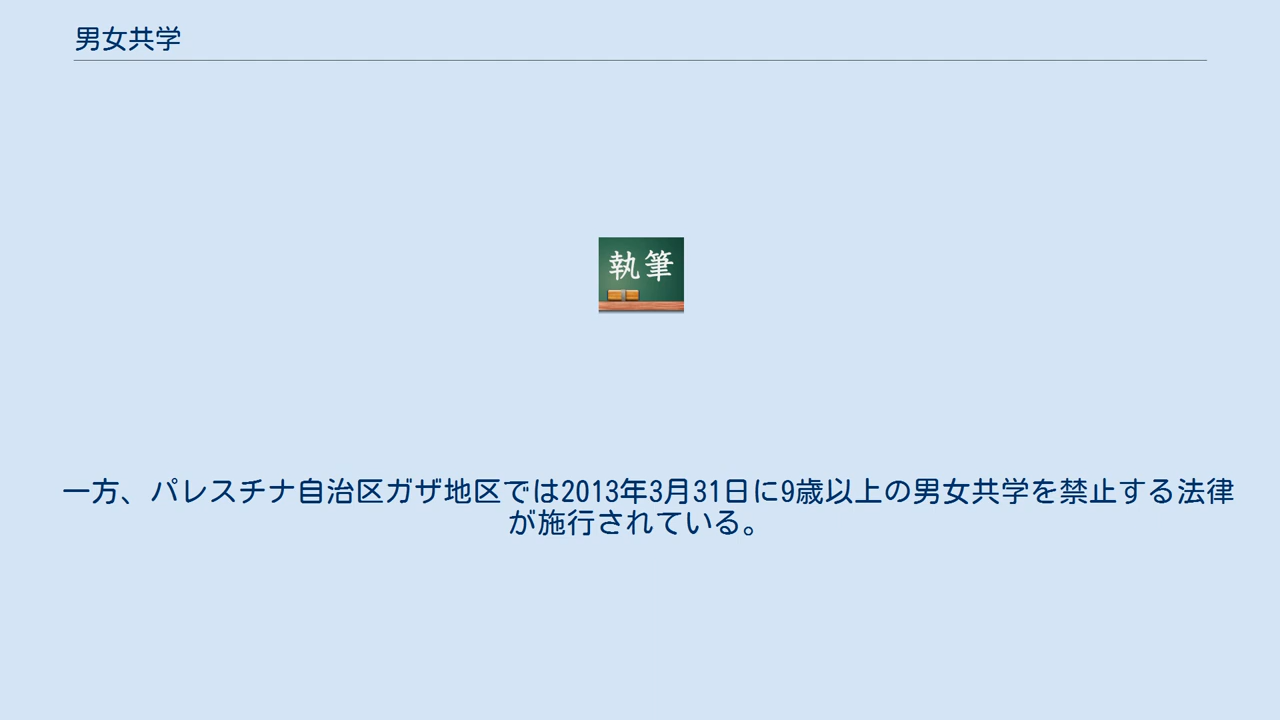 男女共学
執筆
一方、パレスチナ自治区ガザ地区では2013年3月31日に9歳以上の男女共学を禁止する法律
が施行されている。